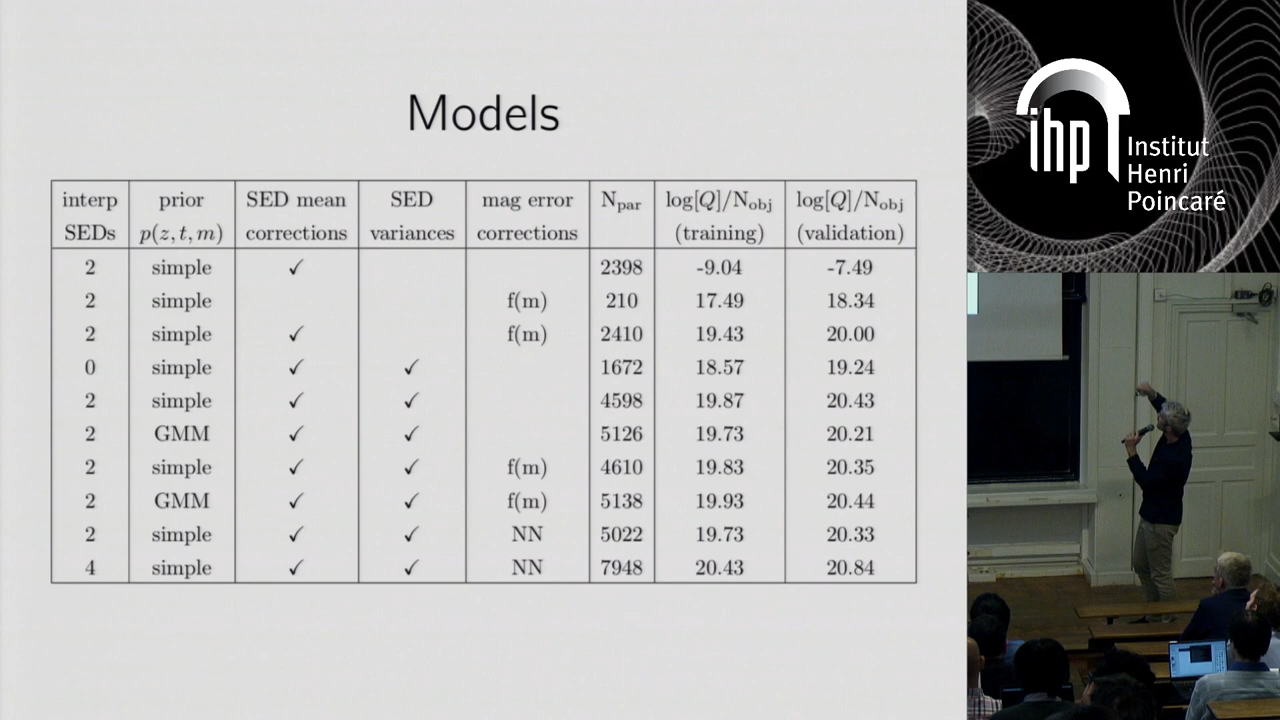 Models
interp prior SED mean SED mag error N_par log[Q]/N_obj log[Q]/N_obj
SEDs p(z, t, m) corrections variances corrections (training) (validation)
2 simple ✓ 2398 -9.04 -7.49
2 simple f(m) 210 17.49 18.34
2 simple ✓ f(m) 2410 19.43 20.00
0 simple ✓ ✓ 1672 18.57 19.24
2 simple ✓ ✓ 4598 19.87 20.43
2 GMM ✓ ✓ 5126 19.73 20.21
2 simple ✓ ✓ f(m) 4610 19.83 20.35
2 GMM ✓ ✓ f(m) 5138 19.93 20.44
2 simple ✓ ✓ NN 5022 19.73 20.33
4 simple ✓ ✓ NN 7948 20.43 20.84
ihp
Institut
Henri
Poincaré